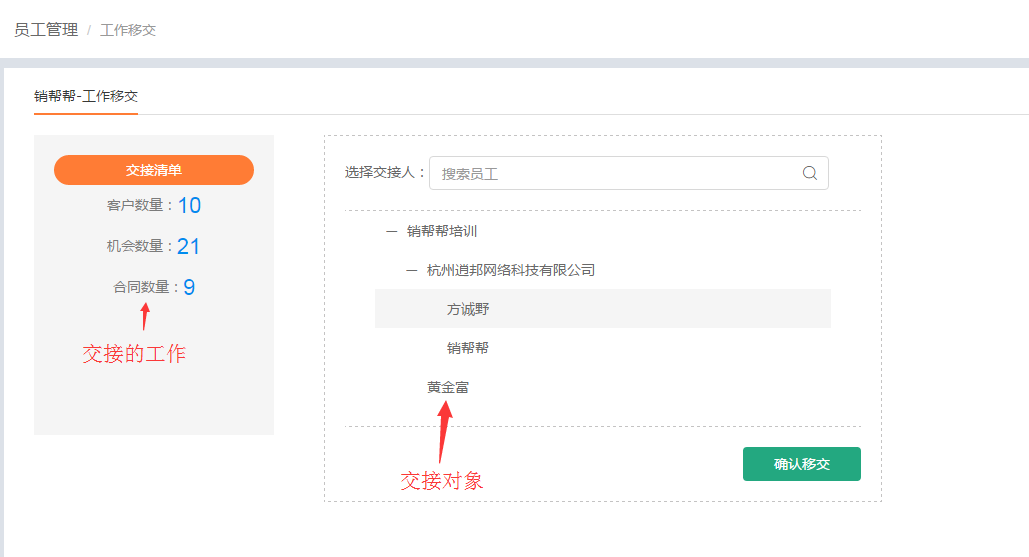 员工管理 / 工作移交
销帮帮-工作移交
交接清单
客户数量：10
机会数量：21
合同数量：9
交接的工作
选择交接人：搜索员工
销帮帮培训
杭州逍邦网络科技有限公司
方诚野
销帮帮
黄金富
交接对象
确认移交